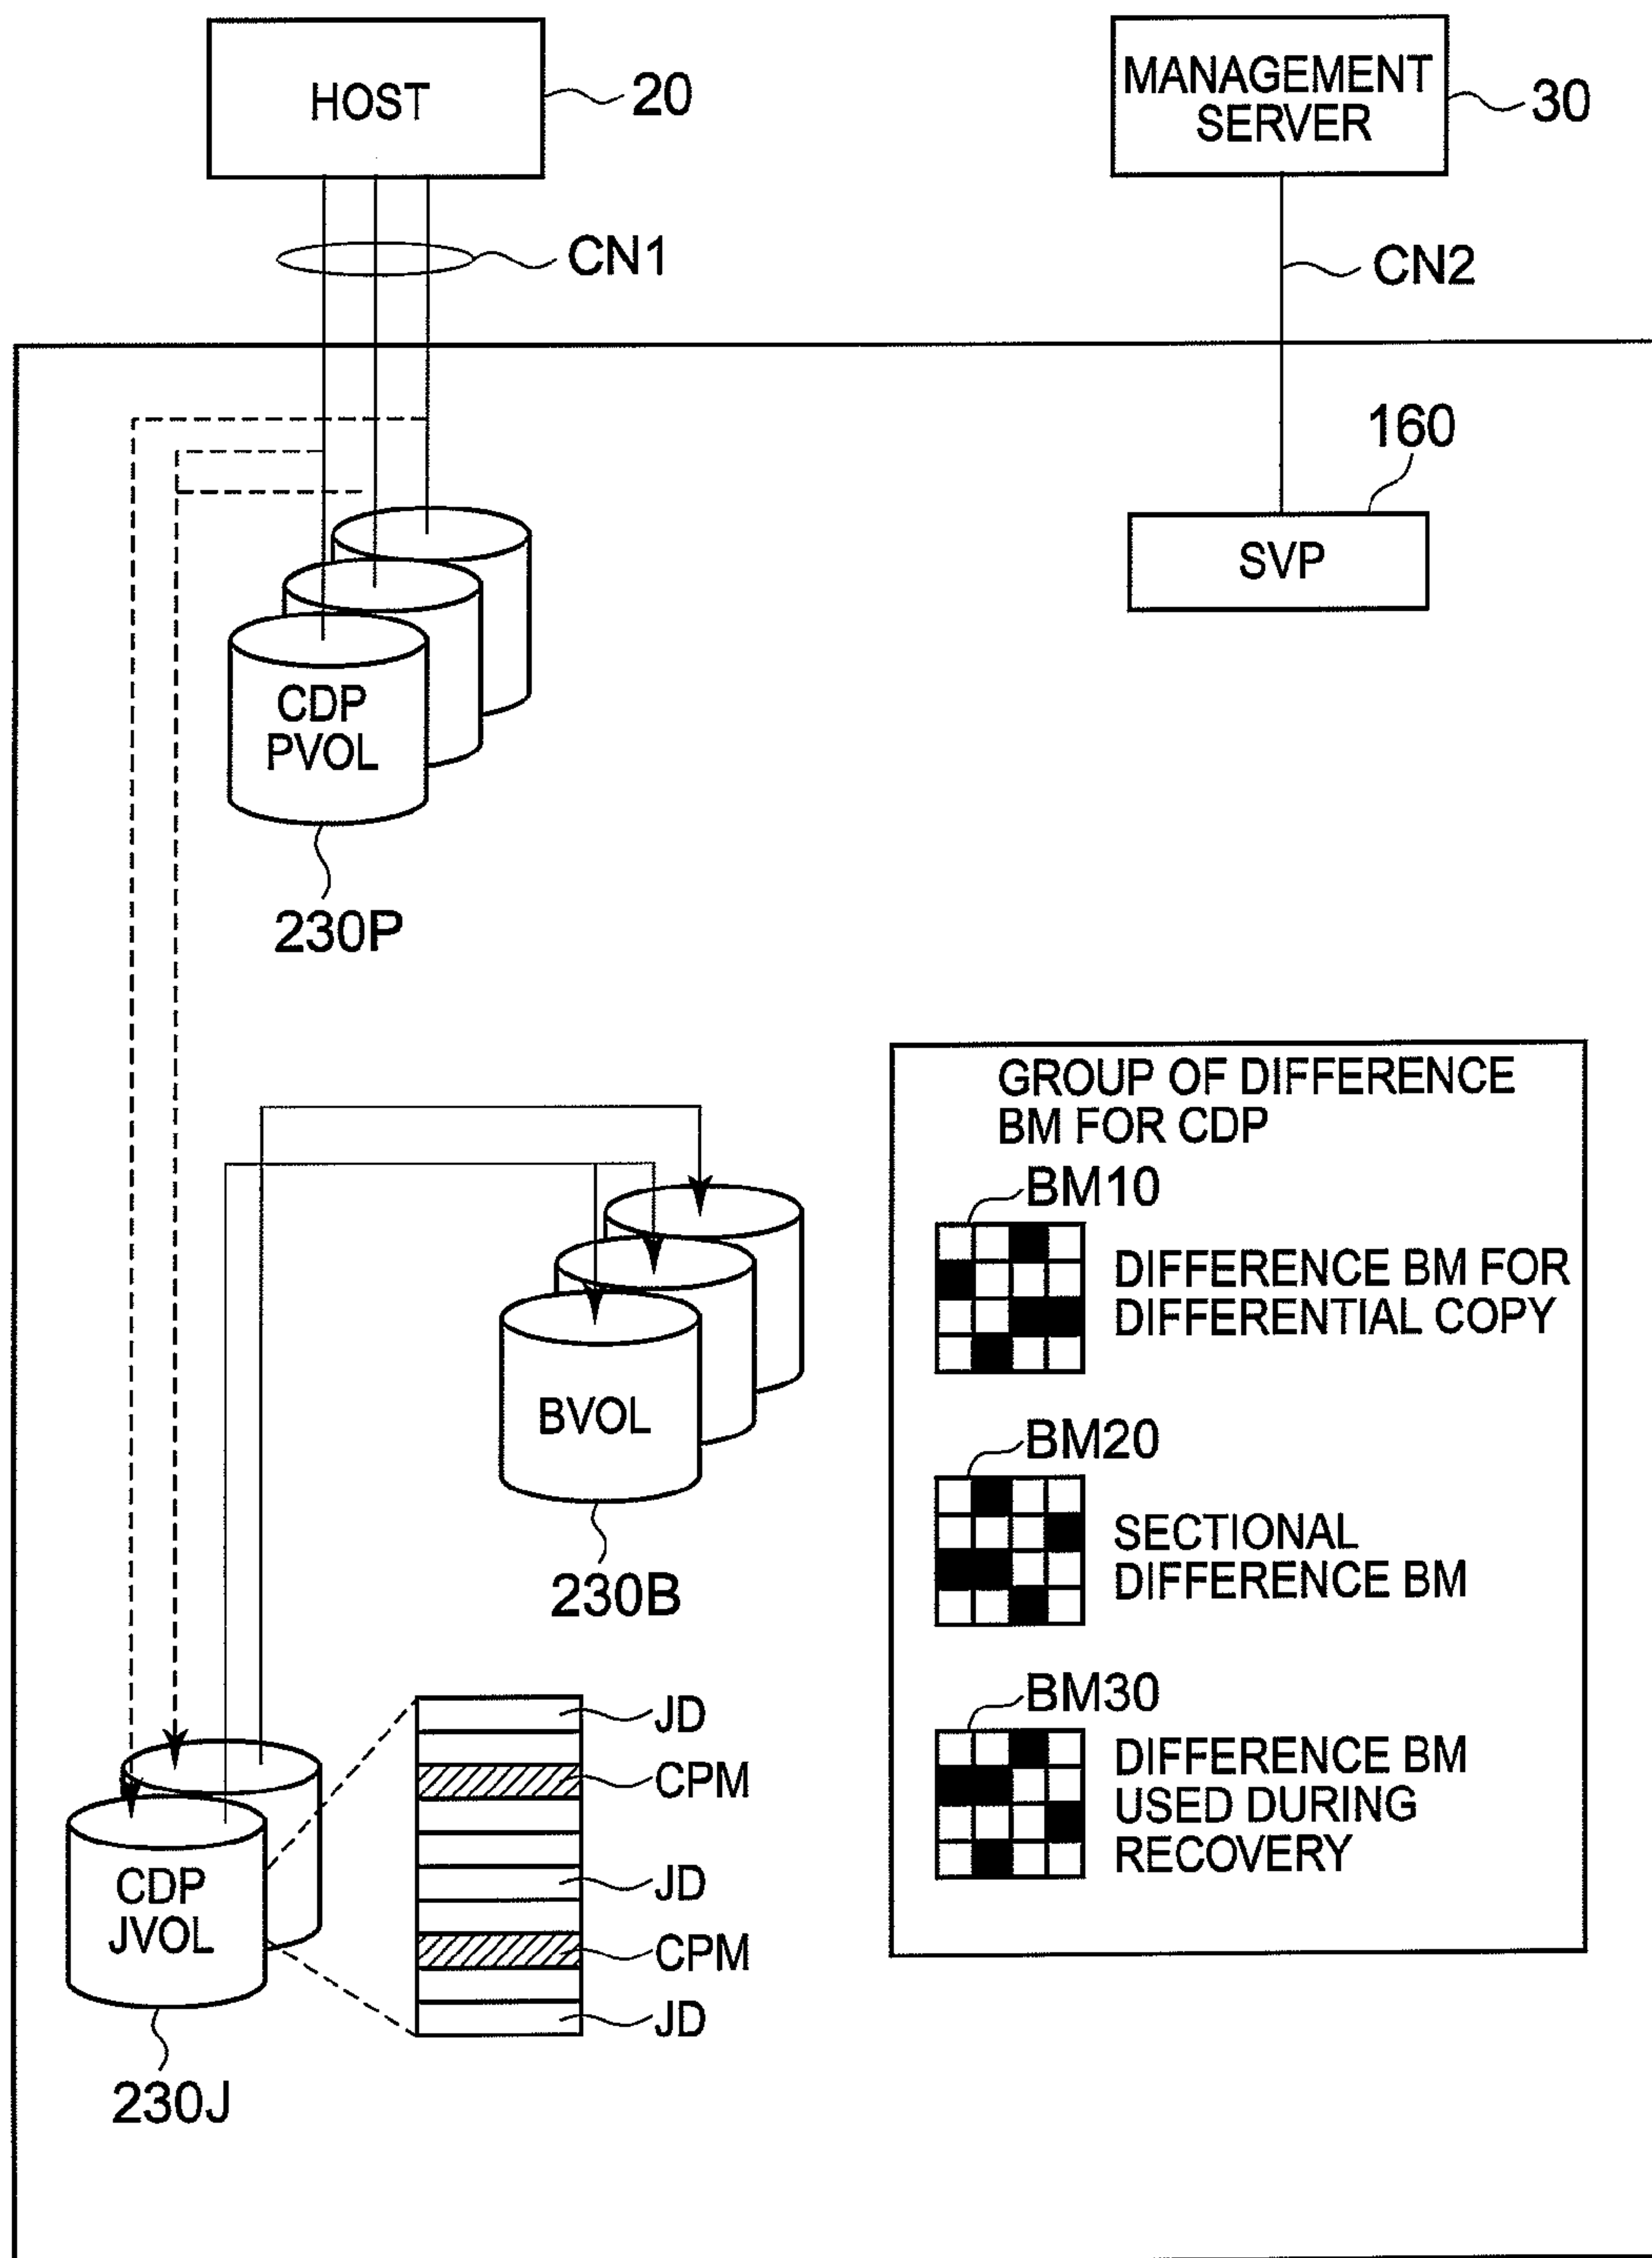 HOST
20
MANAGEMENT
SERVER
30
CN1
CN2
160
SVP
CDP
PVOL
230P
GROUP OF DIFFERENCE
BM FOR CDP
BM10
DIFFERENCE BM FOR
DIFFERENTIAL COPY
BVOL
230B
BM20
SECTIONAL
DIFFERENCE BM
BM30
DIFFERENCE BM
USED DURING
RECOVERY
JD
CPM
JD
CPM
JD
CDP
JVOL
230J